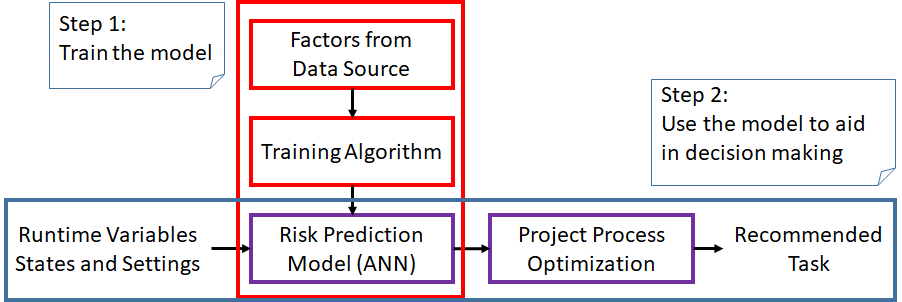 Step 1:
Train the model
Factors from
Data Source
Step 2:
Use the model to aid
in decision making
Training Algorithm
Runtime Variables
States and Settings
Risk Prediction
Model (ANN)
Project Process
Optimization
Recommended
Task